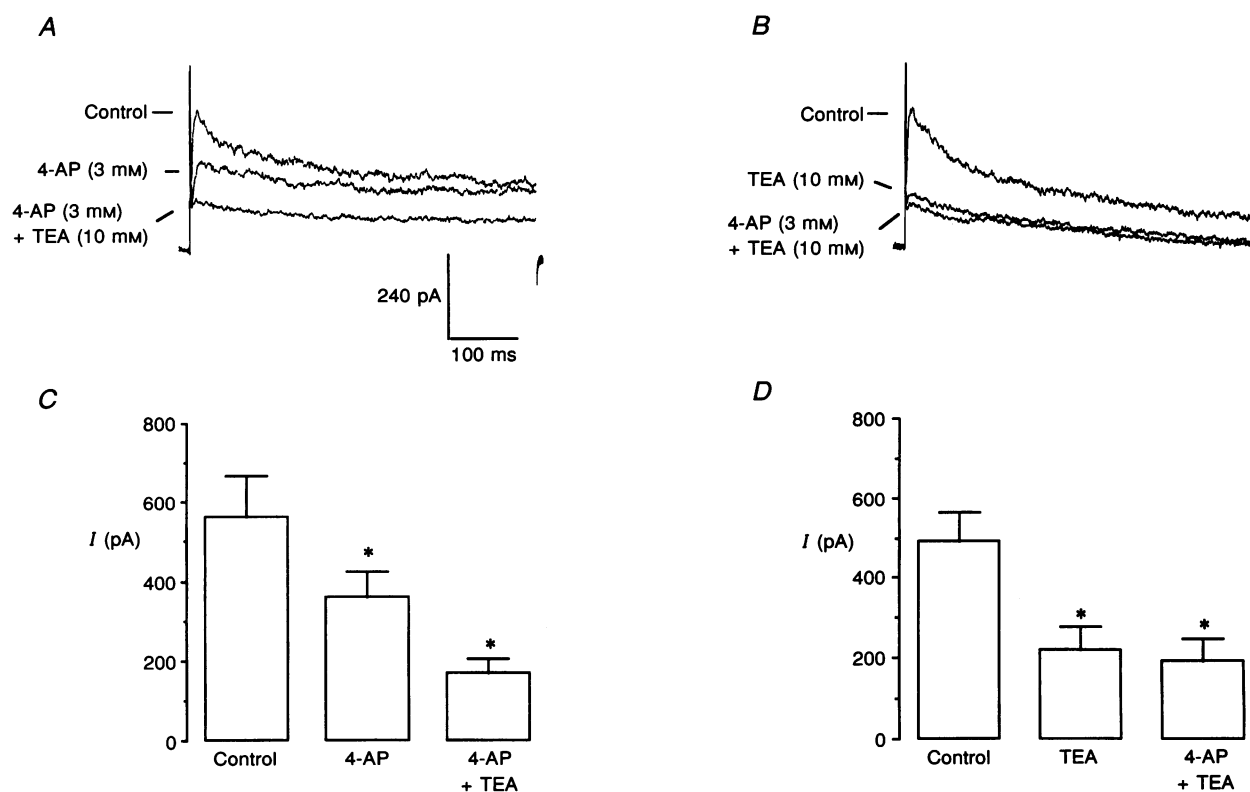 A
Control
4-AP (3 mM)
4-AP (3 mM)
+ TEA (10 mM)
240 pA
100 ms
B
Control
TEA (10 mM)
4-AP (3 mM)
+ TEA (10 mM)
C
800
600
I (pA)
400
200
0
*
*
Control
4-AP
4-AP
+ TEA
D
800
600
I (pA)
400
200
0
*
*
Control
TEA
4-AP
+ TEA